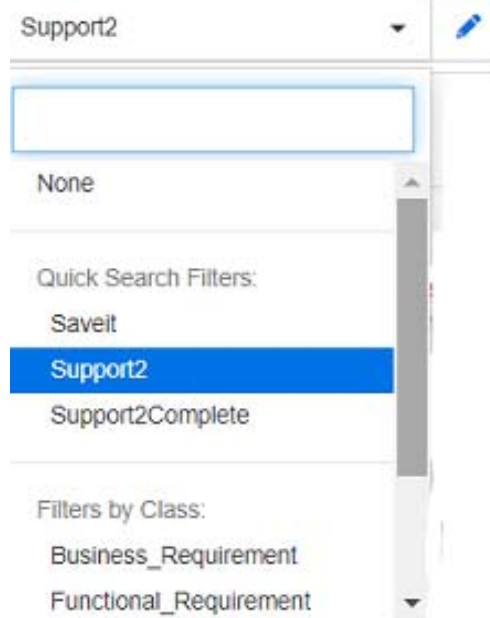 Support2
None
Quick Search Filters:
Saveit
Support2
Support2Complete
Filters by Class:
Business_Requirement
Functional_Requirement